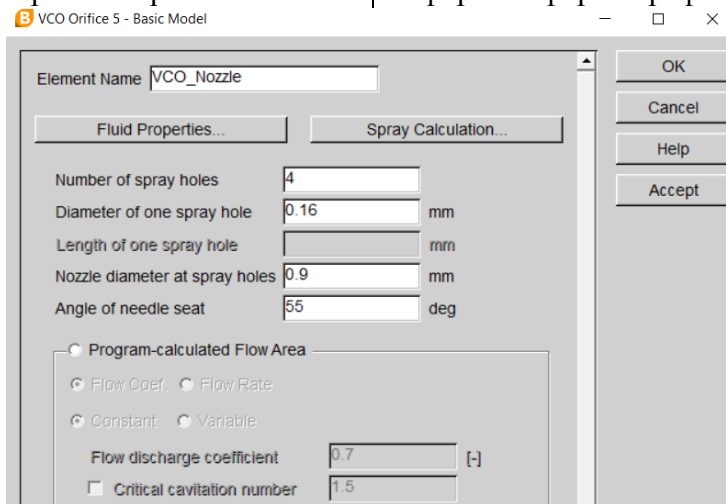 VCO Orifice 5 - Basic Model
Element Name VCO_Nozzle
OK
Cancel
Help
Accept
Fluid Properties...
Spray Calculation...
Number of spray holes 4
Diameter of one spray hole 0.16 mm
Length of one spray hole mm
Nozzle diameter at spray holes 0.9 mm
Angle of needle seat 55 deg
Program-calculated Flow Area
Flow Coef. Flow Rate
Constant Variable
Flow discharge coefficient 0.7 [-]
Critical cavitation number 1.5